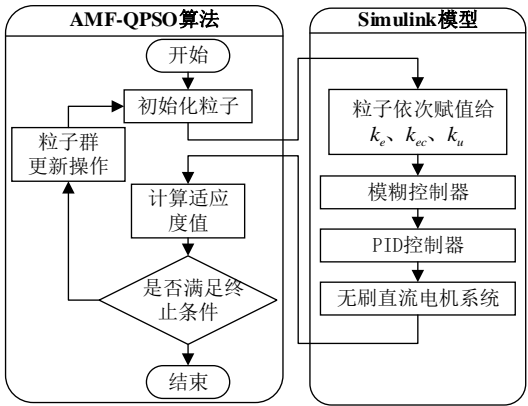 AMF-QPSO算法
开始
初始化粒子
粒子群
更新操作
计算适应
度值
是否满足终
止条件
结束
Simulink模型
粒子依次赋值给
kₑ、kₑc、kᵤ
模糊控制器
PID控制器
无刷直流电机系统